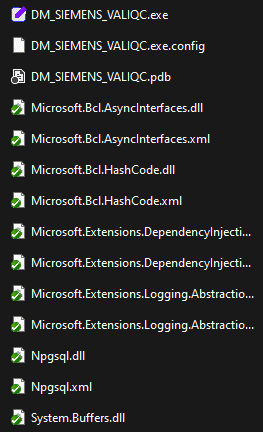 DM_SIEMENS_VALIQC.exe
DM_SIEMENS_VALIQC.exe.config
DM_SIEMENS_VALIQC.pdb
Microsoft.Bcl.AsyncInterfaces.dll
Microsoft.Bcl.AsyncInterfaces.xml
Microsoft.Bcl.HashCode.dll
Microsoft.Bcl.HashCode.xml
Microsoft.Extensions.DependencyInjecti...
Microsoft.Extensions.DependencyInjecti...
Microsoft.Extensions.Logging.Abstractio...
Microsoft.Extensions.Logging.Abstractio...
Npgsql.dll
Npgsql.xml
System.Buffers.dll